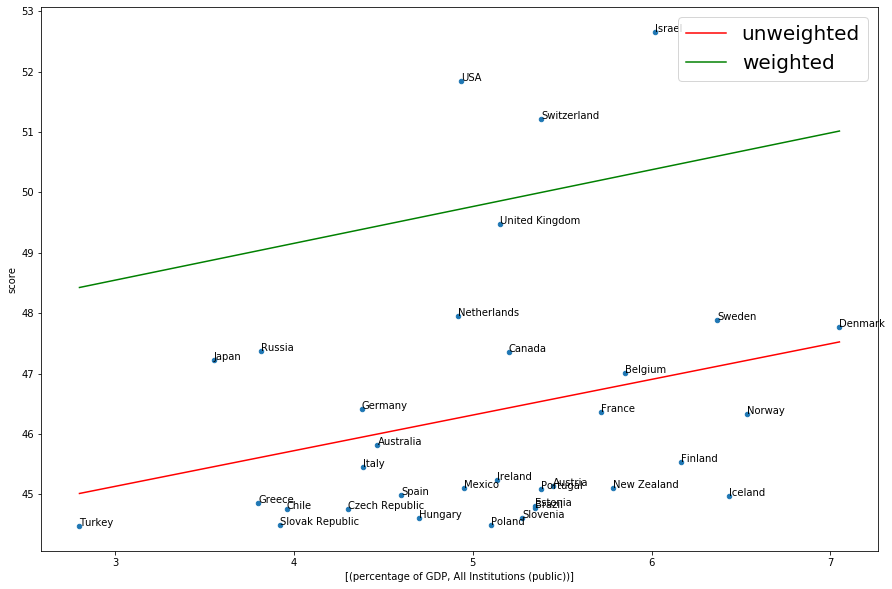 53
Israel
unweighted
weighted
52
USA
Switzerland
51
50
United Kingdom
49
score
48
Netherlands
Sweden
Denmark
Russia
Japan
Canada
47
Belgium
Germany
France
Norway
46
Australia
Italy
Finland
Ireland
Mexico
Austria
Portugal
New Zealand
45
Spain
Iceland
Greece
Chile
Czech Republic
Estonia
Brazil
Hungary
Slovenia
Turkey
Slovak Republic
Poland
3
4
5
6
7
[(percentage of GDP, All Institutions (public))]